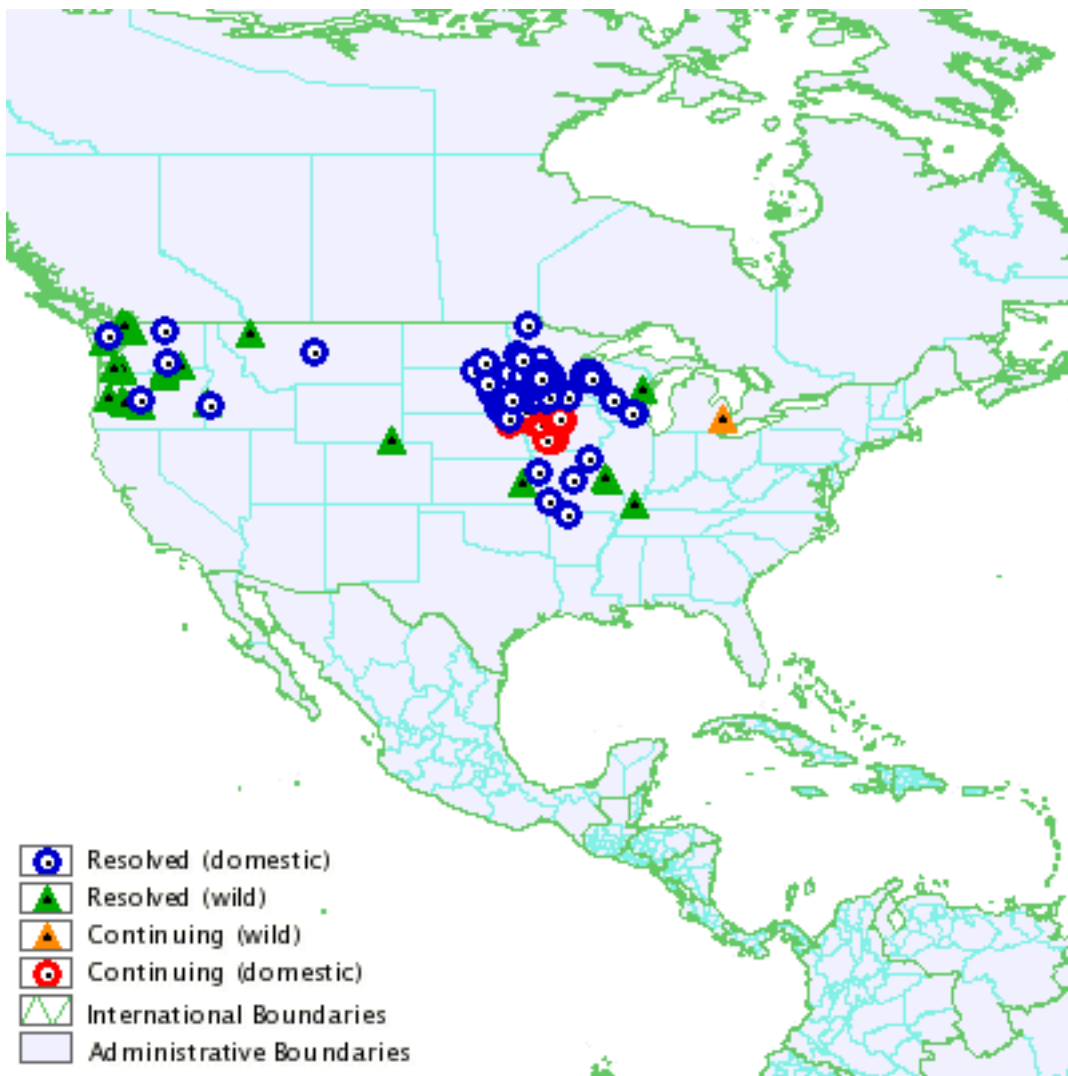 Resolved (domestic)
Resolved (wild)
Continuing (wild)
Continuing (domestic)
International Boundaries
Administrative Boundaries